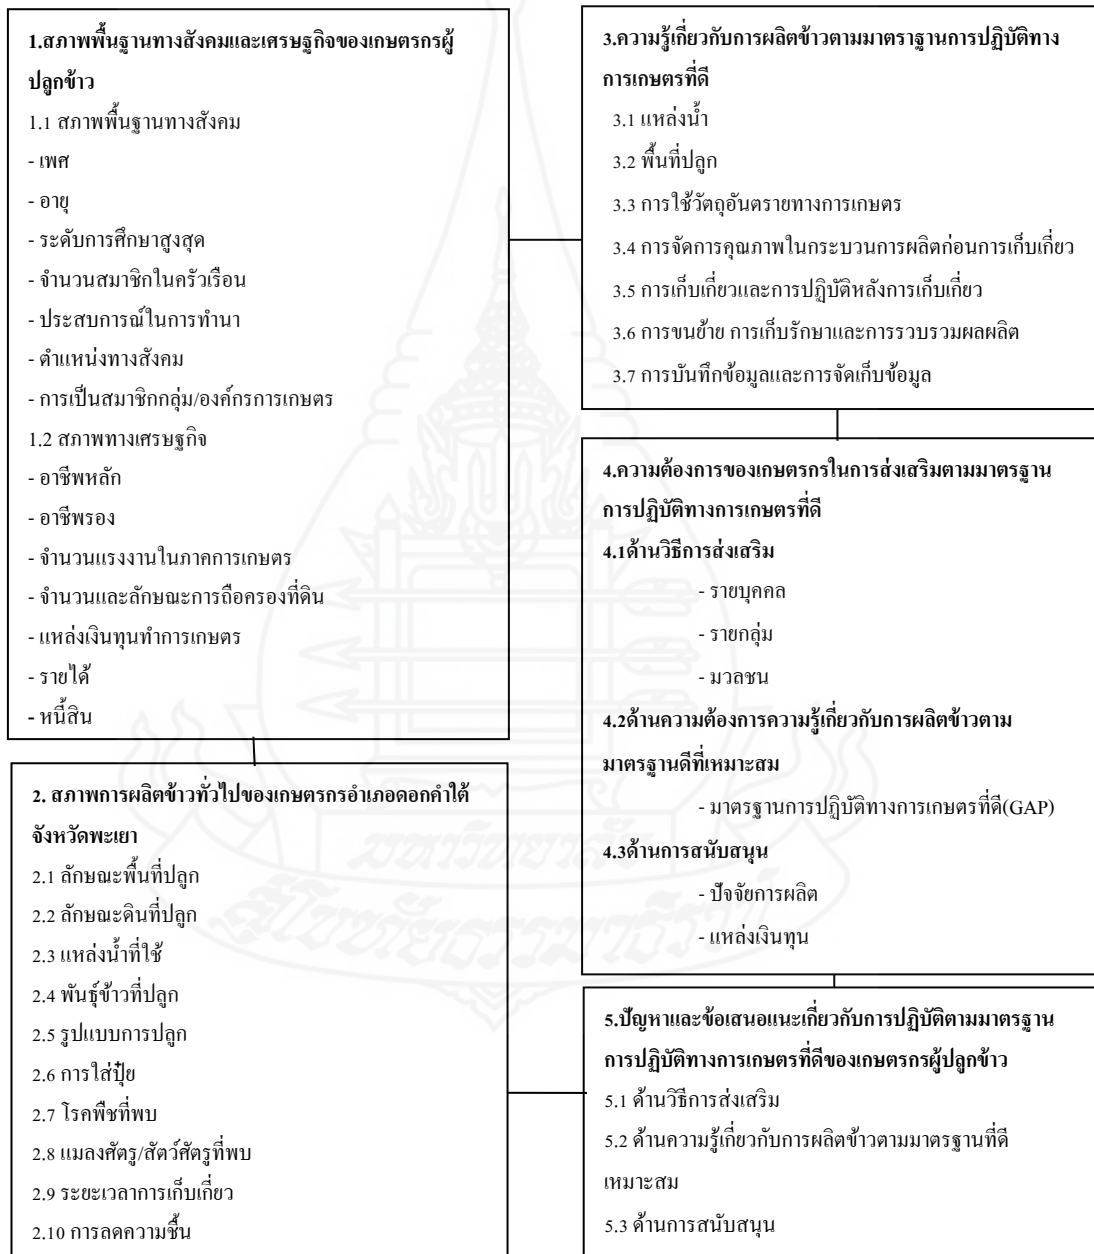 1.สภาพพื้นฐานทางสังคมและเศรษฐกิจของเกษตรกรผู้
ปลูกข้าว
1.1 สภาพพื้นฐานทางสังคม
- เพศ
- อายุ
- ระดับการศึกษาสูงสุด
- จำนวนสมาชิกในครัวเรือน
- ประสบการณ์ในการทำนา
- ตำแหน่งทางสังคม
- การเป็นสมาชิกกลุ่ม/องค์กรการเกษตร
1.2 สภาพทางเศรษฐกิจ
- อาชีพหลัก
- อาชีพรอง
- จำนวนแรงงานในภาคการเกษตร
- จำนวนและลักษณะการถือครองที่ดิน
- แหล่งเงินทุนทำการเกษตร
- รายได้
- หนี้สิน
2. สภาพการผลิตข้าวทั่วไปของเกษตรกรอำเภอดอกคำใต้
จังหวัดพะเยา
2.1 ลักษณะพื้นที่ปลูก
2.2 ลักษณะดินที่ปลูก
2.3 แหล่งน้ำที่ใช้
2.4 พันธุ์ข้าวที่ปลูก
2.5 รูปแบบการปลูก
2.6 การใส่ปุ๋ย
2.7 โรคพืชที่พบ
2.8 แมลงศัตรู/สัตว์ศัตรูที่พบ
2.9 ระยะเวลาการเก็บเกี่ยว
2.10 การลดความชื้น
3.ความรู้เกี่ยวกับการผลิตข้าวตามมาตราฐานการปฏิบัติทาง
การเกษตรที่ดี
3.1 แหล่งน้ำ
3.2 พื้นที่ปลูก
3.3 การใช้วัตถุอันตรายทางการเกษตร
3.4 การจัดการคุณภาพในกระบวนการผลิตก่อนการเก็บเกี่ยว
3.5 การเก็บเกี่ยวและการปฏิบัติหลังการเก็บเกี่ยว
3.6 การขนย้าย การเก็บรักษาและการรวบรวมผลผลิต
3.7 การบันทึกข้อมูลและการจัดเก็บข้อมูล
4.ความต้องการของเกษตรกรในการส่งเสริมตามมาตรฐาน
การปฏิบัติทางการเกษตรที่ดี
4.1ด้านวิธีการส่งเสริม
- รายบุคคล
- รายกลุ่ม
- มวลชน
4.2ด้านความต้องการความรู้เกี่ยวกับการผลิตข้าวตาม
มาตรฐานดีที่เหมาะสม
- มาตรฐานการปฏิบัติทางการเกษตรที่ดี(GAP)
4.3ด้านการสนับสนุน
- ปัจจัยการผลิต
- แหล่งเงินทุน
5.ปัญหาและข้อเสนอแนะเกี่ยวกับการปฏิบัติตามมาตรฐาน
การปฏิบัติทางการเกษตรที่ดีของเกษตรกรผู้ปลูกข้าว
5.1 ด้านวิธีการส่งเสริม
5.2 ด้านความรู้เกี่ยวกับการผลิตข้าวตามมาตรฐานที่ดี
เหมาะสม
5.3 ด้านการสนับสนุน
มหาวิทยาลัย
สุโขทัยธรรมาธิราช